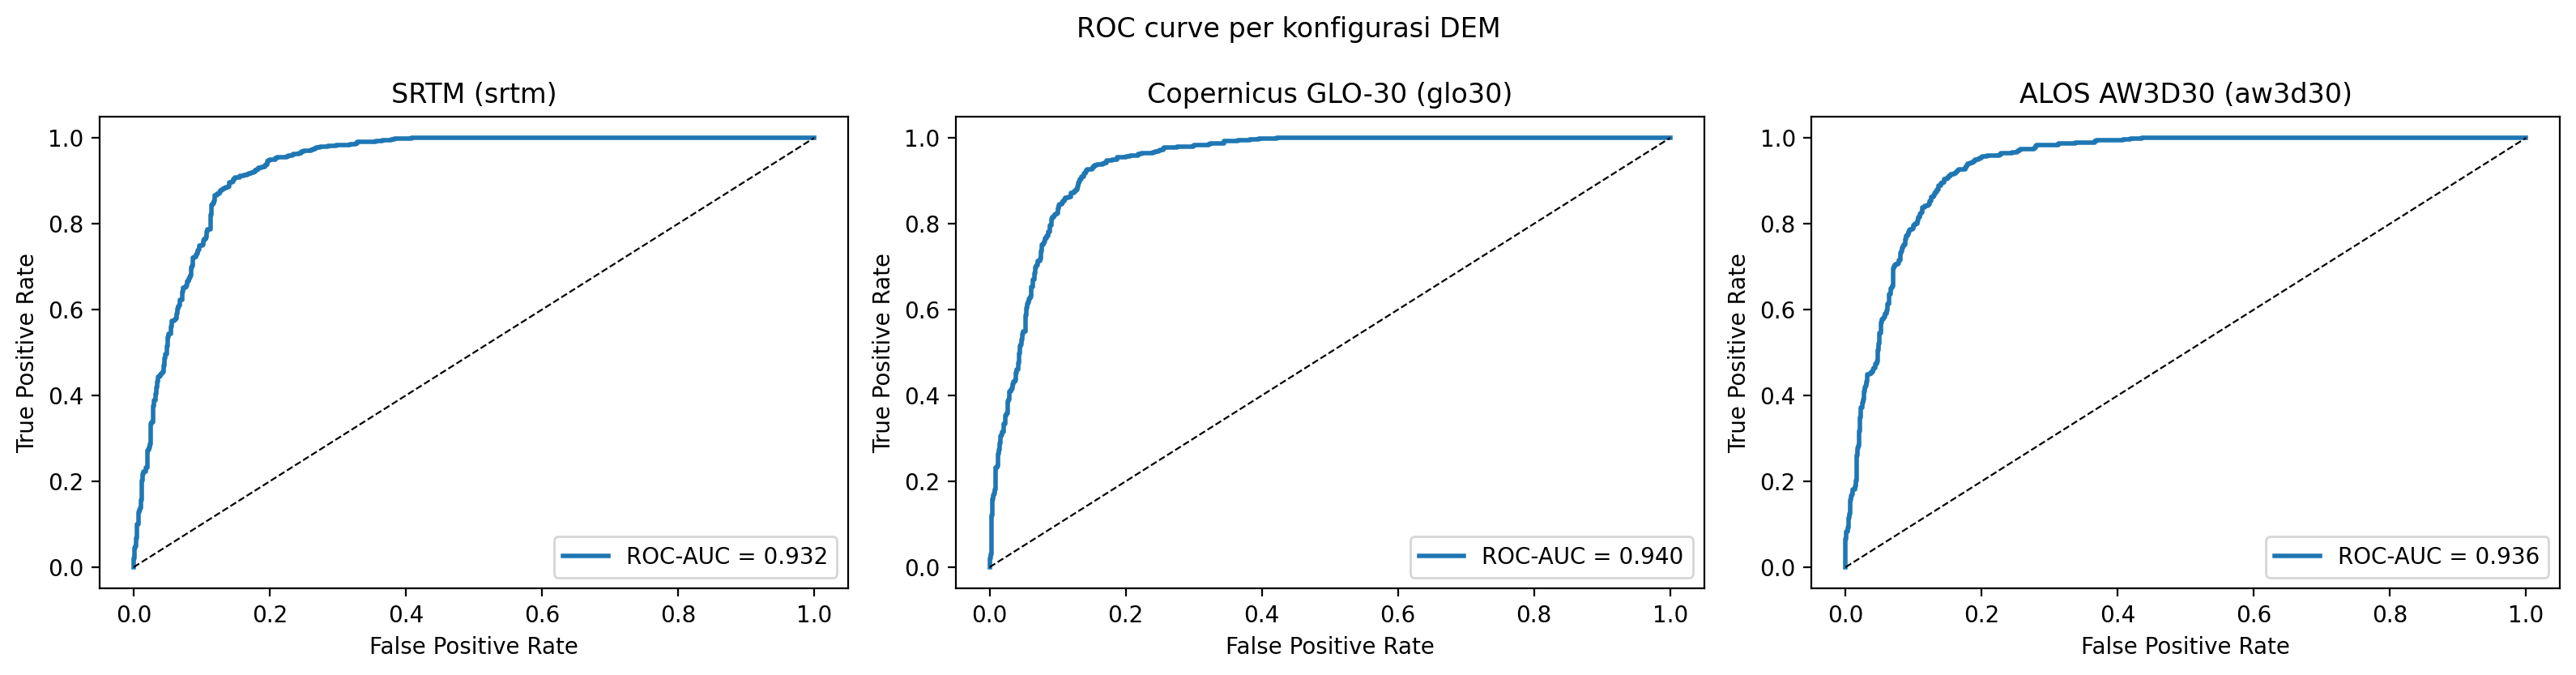 ROC curve per konfigurasi DEM
SRTM (srtm)
True Positive Rate
1.0
0.8
0.6
0.4
0.2
0.0
ROC-AUC = 0.932
0.0 0.2 0.4 0.6 0.8 1.0
False Positive Rate
Copernicus GLO-30 (glo30)
True Positive Rate
1.0
0.8
0.6
0.4
0.2
0.0
ROC-AUC = 0.940
0.0 0.2 0.4 0.6 0.8 1.0
False Positive Rate
ALOS AW3D30 (aw3d30)
True Positive Rate
1.0
0.8
0.6
0.4
0.2
0.0
ROC-AUC = 0.936
0.0 0.2 0.4 0.6 0.8 1.0
False Positive Rate